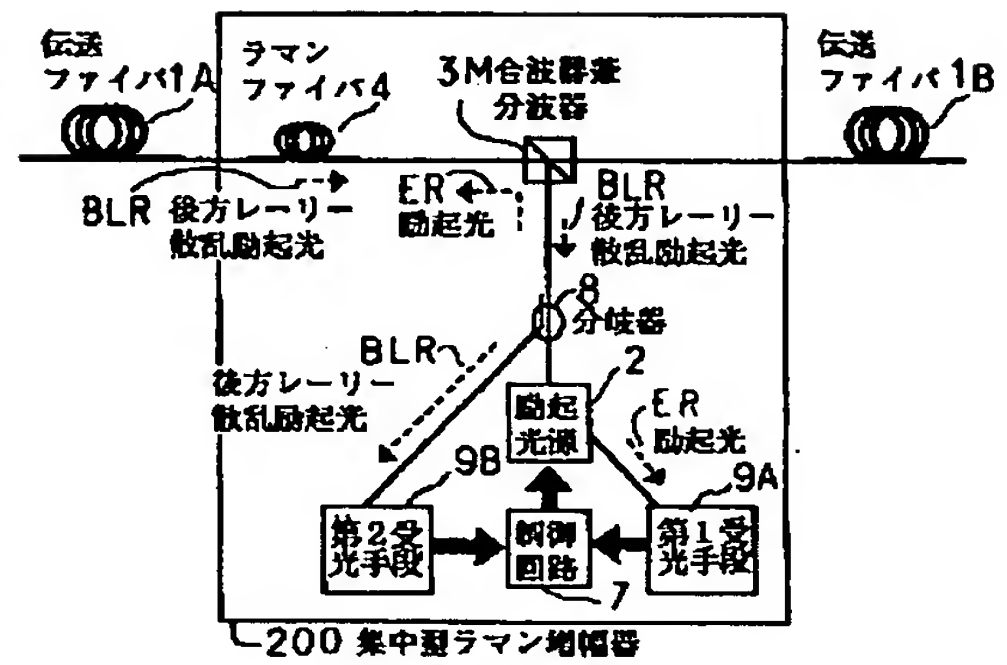 伝送
ファイバ1A
ラマン
ファイバ4
3M合波器兼
分波器
伝送
ファイバ1B
BLR 後方レーリー
散乱励起光
ER
励起光
BLR
後方レーリー
散乱励起光
8
分岐器
BLR
後方レーリー
散乱励起光
2
励起
光源
ER
励起光
9B
9A
第2受
光手段
制御
回路
第1受
光手段
7
200 集中型ラマン増幅器